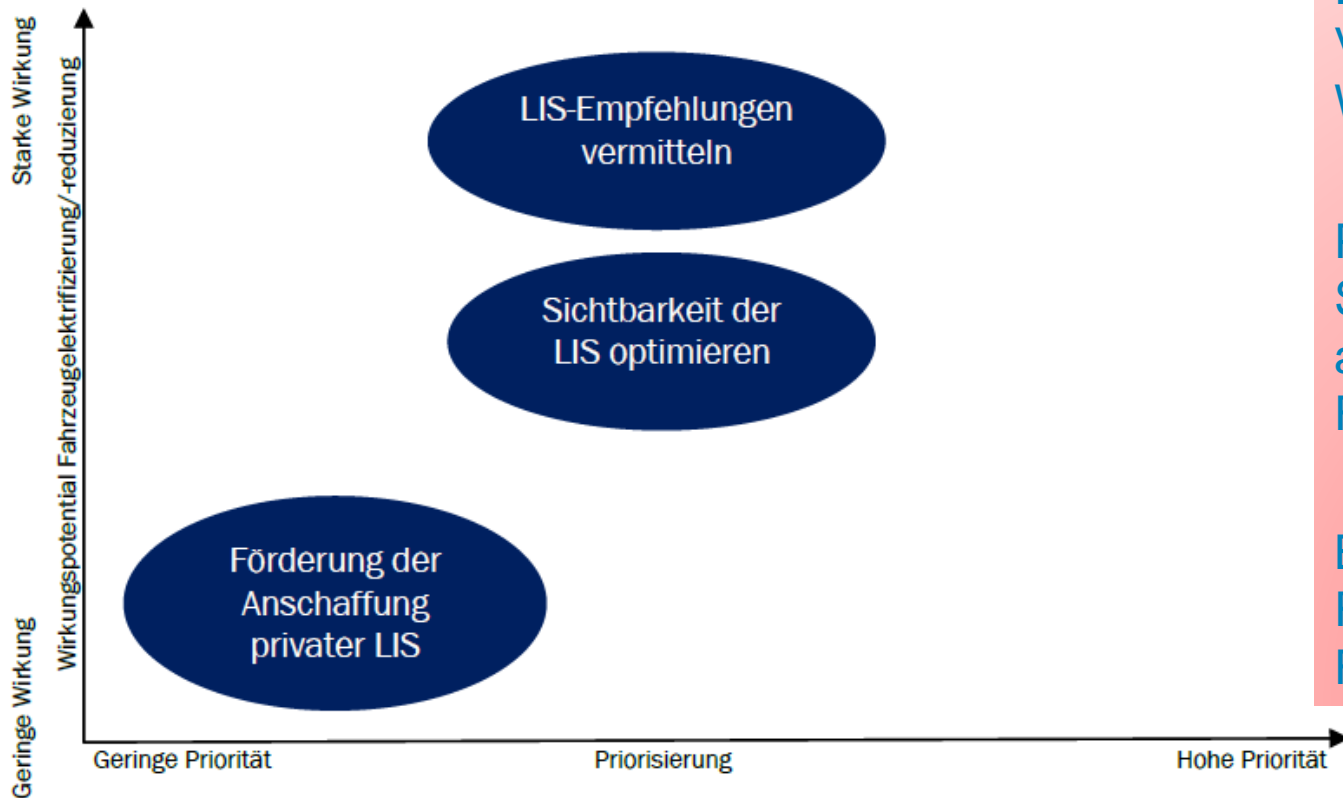 Starke Wirkung
Wirkungspotential Fahrzeugelektrifizierung/-reduzierung
Geringe Wirkung
LIS-Empfehlungen
vermitteln
Sichtbarkeit der
LIS optimieren
Förderung der
Anschaffung
privater LIS
Geringe Priorität
Priorisierung
Hohe Priorität